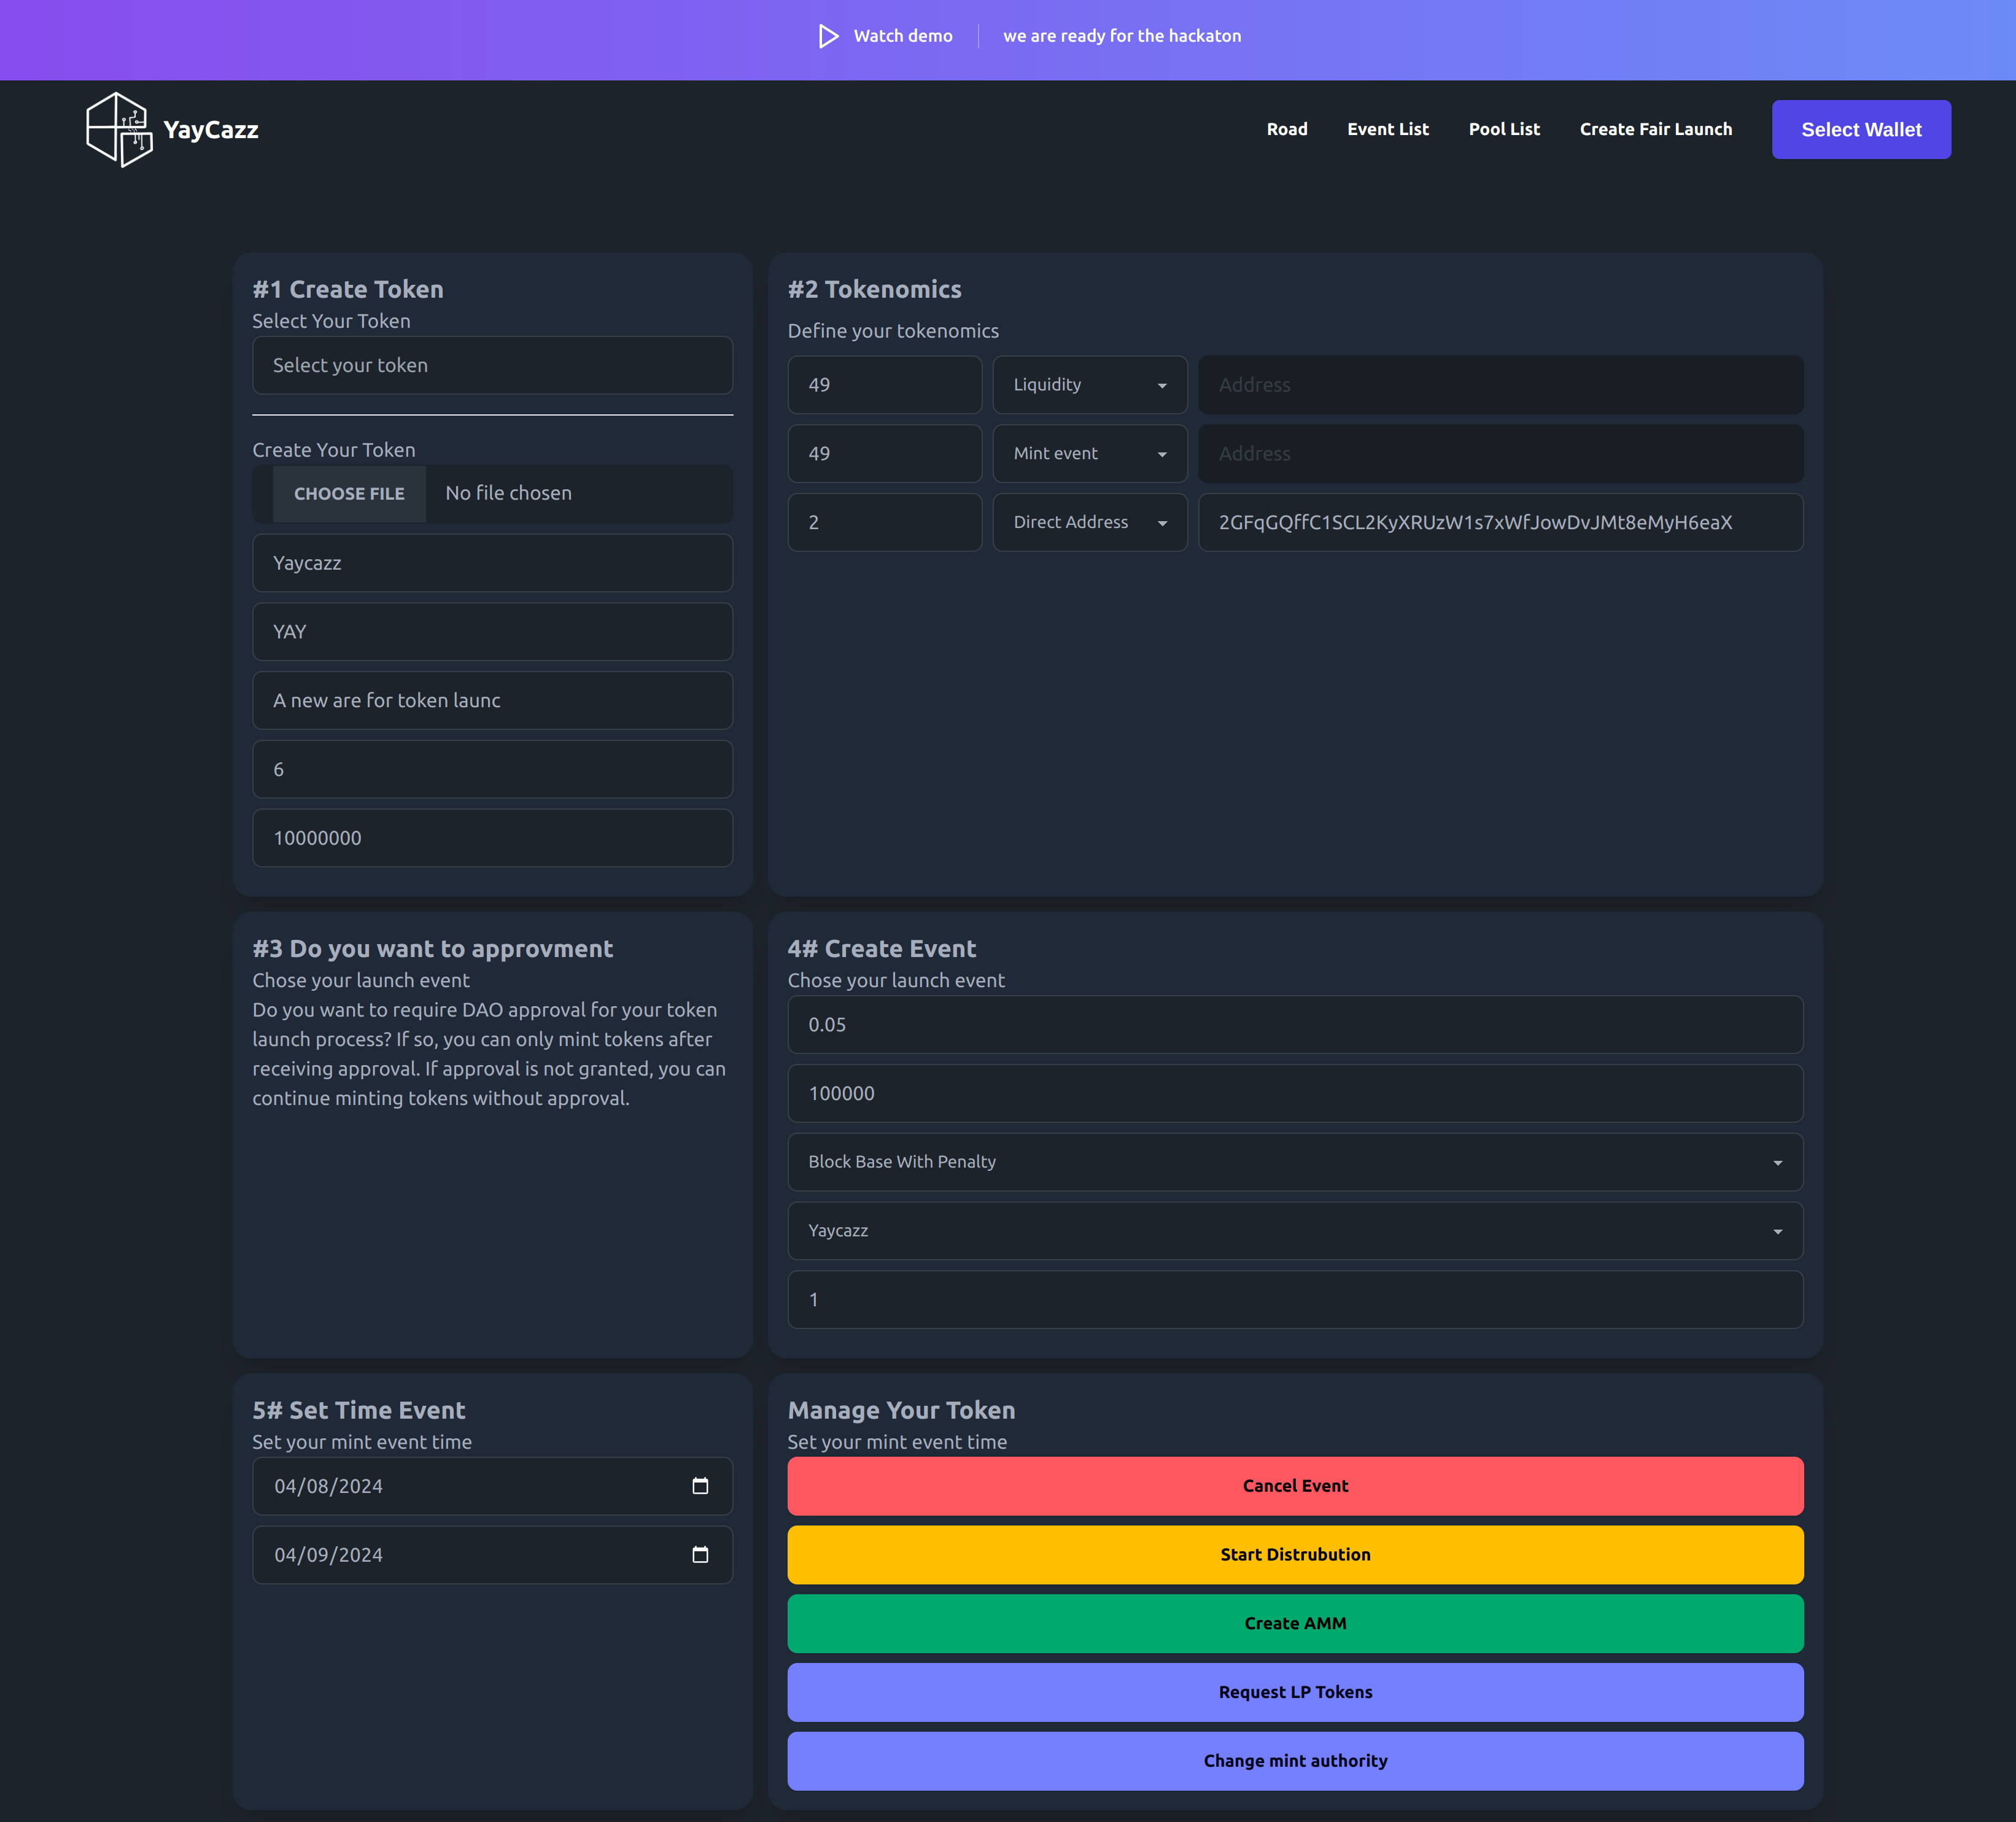 Watch demo
we are ready for the hackaton
YayCazz
Road
Event List
Pool List
Create Fair Launch
Select Wallet
#1 Create Token
Select Your Token
Select your token
Create Your Token
CHOOSE FILE No file chosen
Yaycazz
YAY
A new are for token launc
6
10000000
#2 Tokenomics
Define your tokenomics
49 Liquidity Address
49 Mint event Address
2 Direct Address 2GFqGQffC1SCL2KyXRUzW1s7xWfJowDvJMt8eMyH6eaX
#3 Do you want to approvment
Chose your launch event
Do you want to require DAO approval for your token
launch process? If so, you can only mint tokens after
receiving approval. If approval is not granted, you can
continue minting tokens without approval.
4# Create Event
Chose your launch event
0.05
100000
Block Base With Penalty
Yaycazz
1
5# Set Time Event
Set your mint event time
04/08/2024
04/09/2024
Manage Your Token
Set your mint event time
Cancel Event
Start Distrubution
Create AMM
Request LP Tokens
Change mint authority